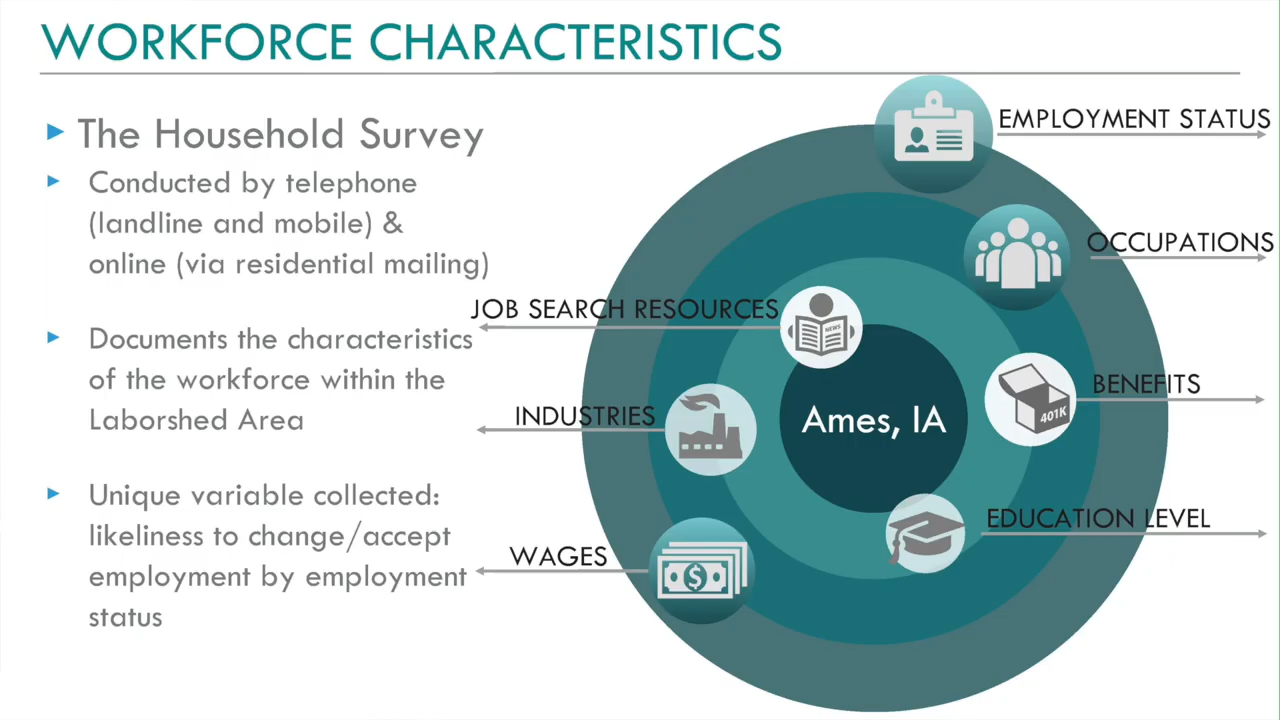 WORKFORCE CHARACTERISTICS
The Household Survey
Conducted by telephone
(landline and mobile) &
online (via residential mailing)
Documents the characteristics
of the workforce within the
Laborshed Area
Unique variable collected:
likeliness to change/accept
employment by employment
status
EMPLOYMENT STATUS
OCCUPATIONS
JOB SEARCH RESOURCES
NEWS
BENEFITS
401K
INDUSTRIES
Ames, IA
EDUCATION LEVEL
WAGES
$